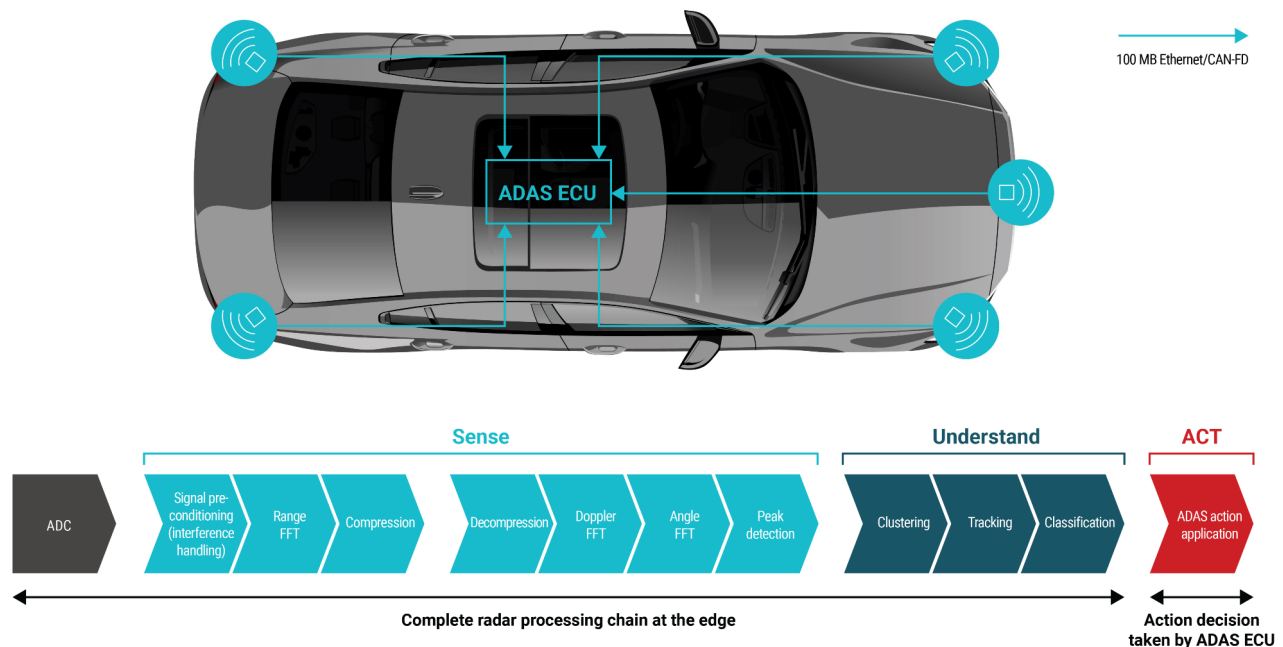 100 MB Ethernet/CAN-FD
ADAS ECU
Sense
Understand
ACT
ADC
Signal pre-
conditioning
(interference
handling)
Range
FFT
Compression
Decompression
Doppler
FFT
Angle
FFT
Peak
detection
Clustering
Tracking
Classification
ADAS action
application
Complete radar processing chain at the edge
Action decision
taken by ADAS ECU